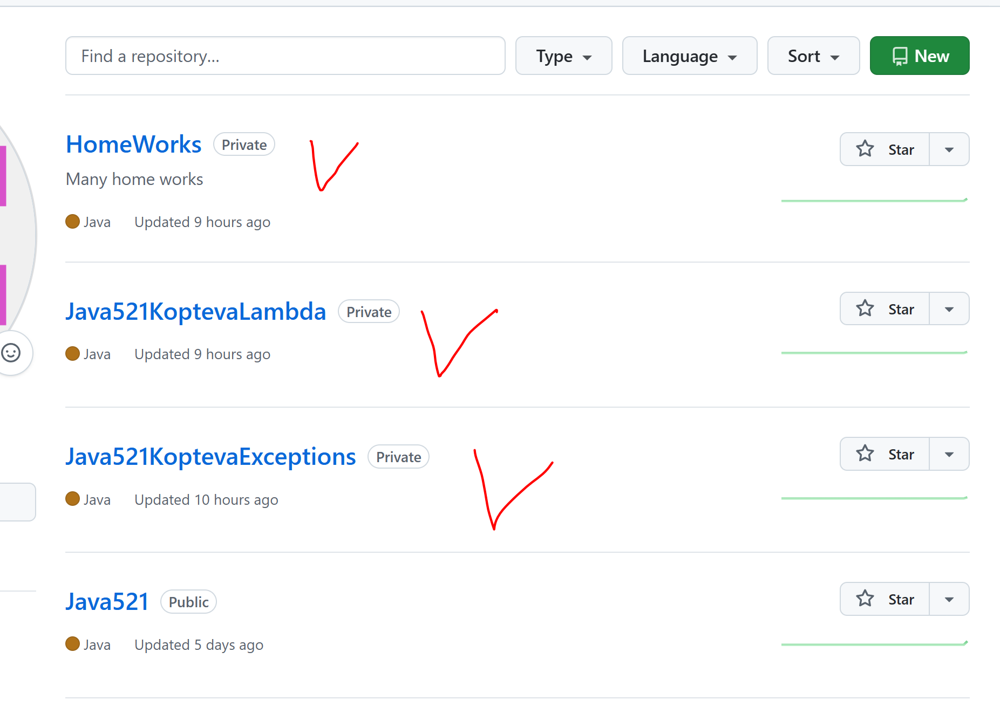 Find a repository...
Type
Language
Sort
New
HomeWorks Private
Star
Many home works
Java Updated 9 hours ago
Java521KoptevaLambda Private
Star
Java Updated 9 hours ago
Java521KoptevaExceptions Private
Star
Java Updated 10 hours ago
Java521 Public
Star
Java Updated 5 days ago